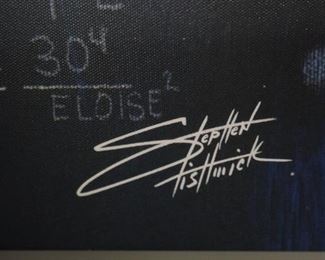 30⁴
ELOISE²
Stephen
Fishwick